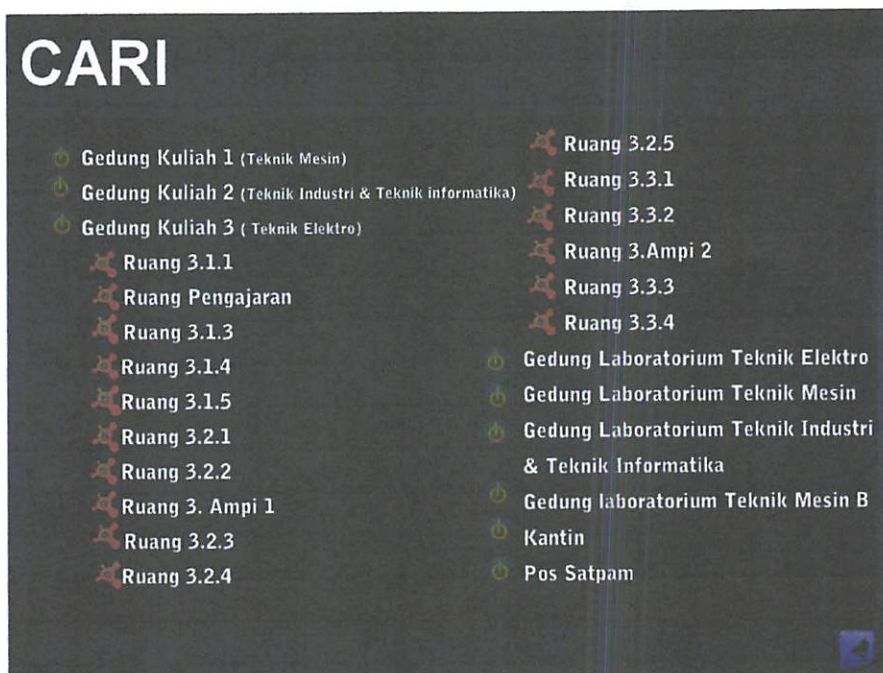 CARI
Gedung Kuliah 1 (Teknik Mesin)
Gedung Kuliah 2 (Teknik Industri & Teknik informatika)
Gedung Kuliah 3 ( Teknik Elektro)
Ruang 3.1.1
Ruang Pengajaran
Ruang 3.1.3
Ruang 3.1.4
Ruang 3.1.5
Ruang 3.2.1
Ruang 3.2.2
Ruang 3. Ampi 1
Ruang 3.2.3
Ruang 3.2.4
Ruang 3.2.5
Ruang 3.3.1
Ruang 3.3.2
Ruang 3.Ampi 2
Ruang 3.3.3
Ruang 3.3.4
Gedung Laboratorium Teknik Elektro
Gedung Laboratorium Teknik Mesin
Gedung Laboratorium Teknik Industri
& Teknik Informatika
Gedung laboratorium Teknik Mesin B
Kantin
Pos Satpam